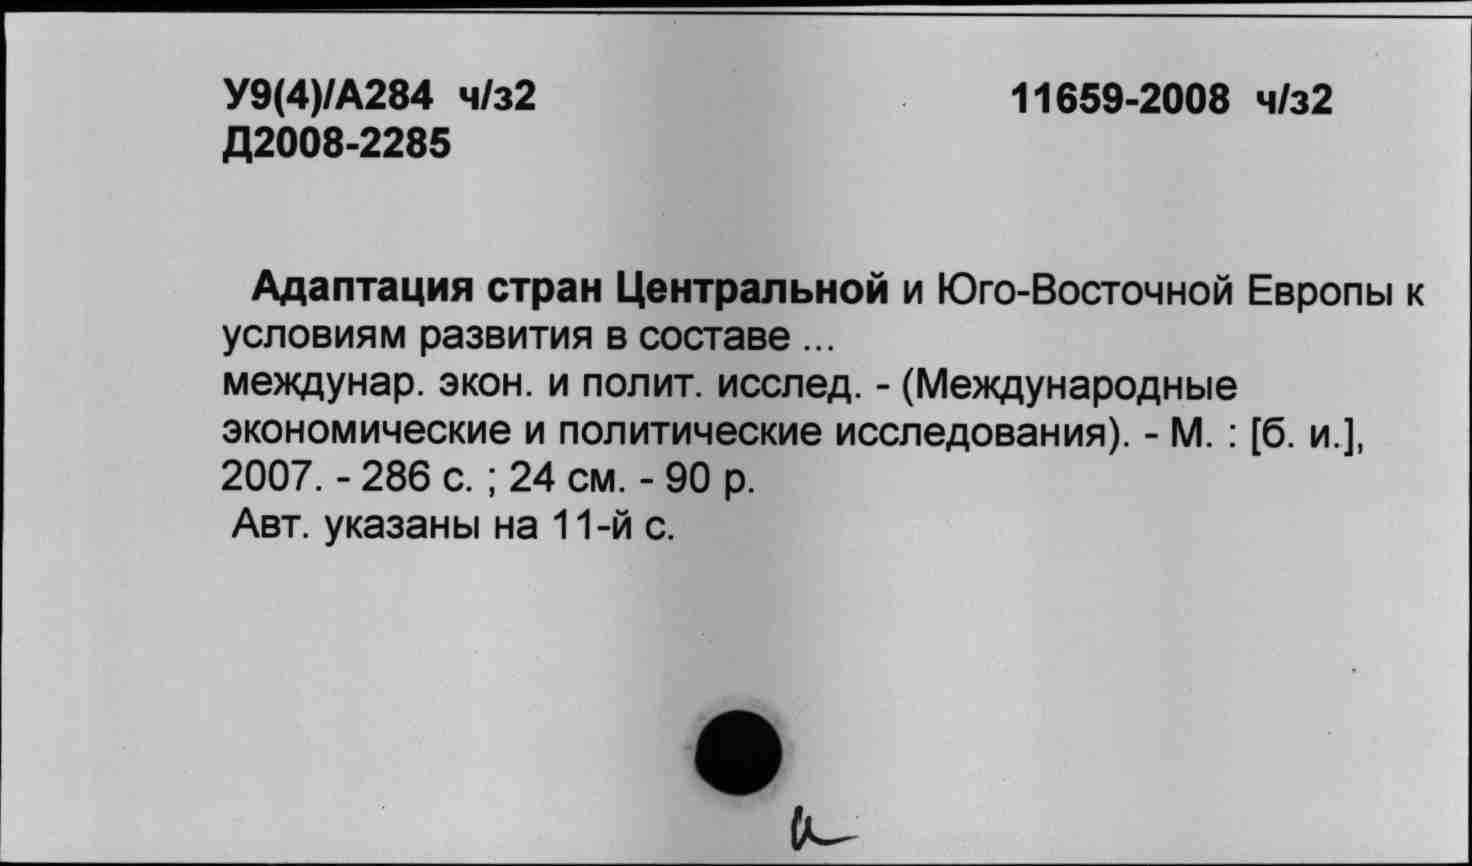 У9(4)/А284 ч/з2
11659-2008 ч/з2
Д2008-2285
Адаптация стран Центральной и Юго-Восточной Европы к
условиям развития в составе ...
междунар. экон. и полит. исслед. - (Международные
экономические и политические исследования). - М. : [б. и.],
2007. - 286 с. ; 24 см. - 90 р.
Авт. указаны на 11-й с.